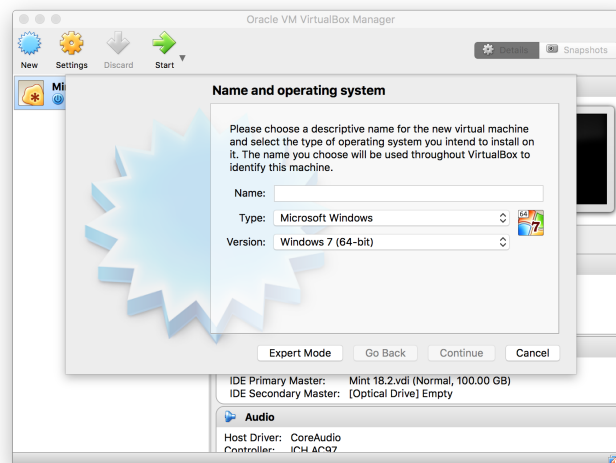 Oracle VM VirtualBox Manager
New Settings Discard Start Details Snapshots
Name and operating system
Please choose a descriptive name for the new virtual machine
and select the type of operating system you intend to install on
it. The name you choose will be used throughout VirtualBox to
identify this machine.
Name:
Type: Microsoft Windows
64
7
Version: Windows 7 (64-bit)
Expert Mode Go Back Continue Cancel
IDE Primary Master: Mint 18.2.vdi (Normal, 100.00 GB)
IDE Secondary Master: [Optical Drive] Empty
Audio
Host Driver: CoreAudio
Controller: ICH AC97